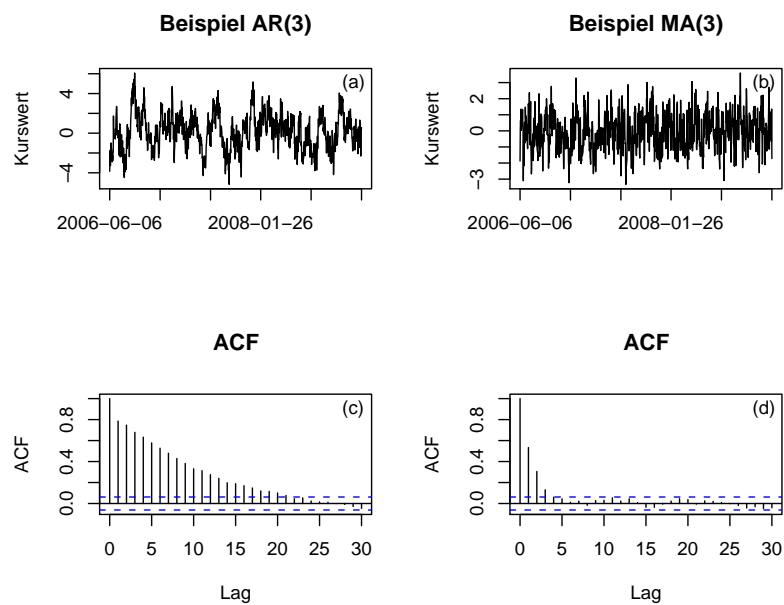 Beispiel AR(3)
(a)
Kurswert
4
0
−4
2006−06−06
2008−01−26
Beispiel MA(3)
(b)
Kurswert
2
0
−3
2006−06−06
2008−01−26
ACF
(c)
ACF
0.8
0.4
0.0
0 5 10 15 20 25 30
Lag
ACF
(d)
ACF
0.8
0.4
0.0
0 5 10 15 20 25 30
Lag